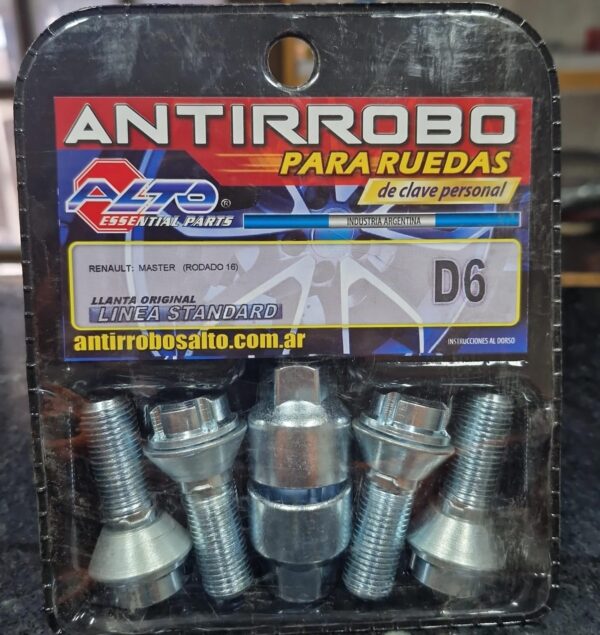 ANTIRROBO
PARA RUEDAS
de clave personal
ALTO®
ESSENTIAL PARTS
INDUSTRIA ARGENTINA
RENAULT: MASTER (RODADO 16)
D6
LLANTA ORIGINAL
LINEA STANDARD
antirrobosalto.com.ar
INSTRUCCIONES AL DORSO